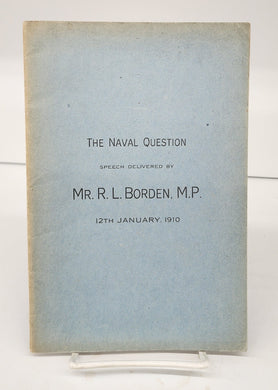 THE NAVAL QUESTION
SPEECH DELIVERED BY
MR. R. L. BORDEN, M.P.
12TH JANUARY, 1910